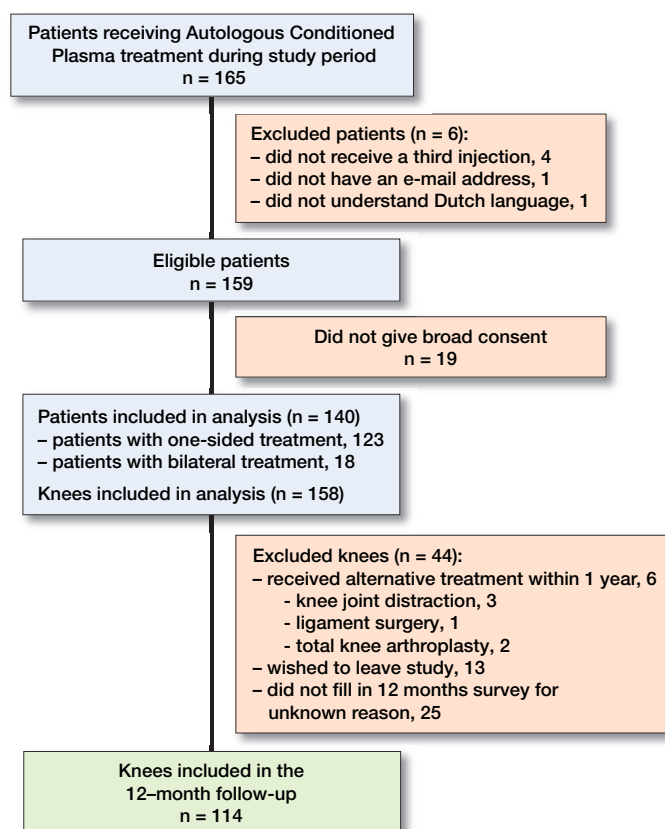 Patients receiving Autologous Conditioned
Plasma treatment during study period
n = 165
Excluded patients (n = 6):
– did not receive a third injection, 4
– did not have an e-mail address, 1
– did not understand Dutch language, 1
Eligible patients
n = 159
Did not give broad consent
n = 19
Patients included in analysis (n = 140)
– patients with one-sided treatment, 123
– patients with bilateral treatment, 18
Knees included in analysis (n = 158)
Excluded knees (n = 44):
– received alternative treatment within 1 year, 6
- knee joint distraction, 3
- ligament surgery, 1
- total knee arthroplasty, 2
– wished to leave study, 13
– did not fill in 12 months survey for
unknown reason, 25
Knees included in the
12–month follow-up
n = 114